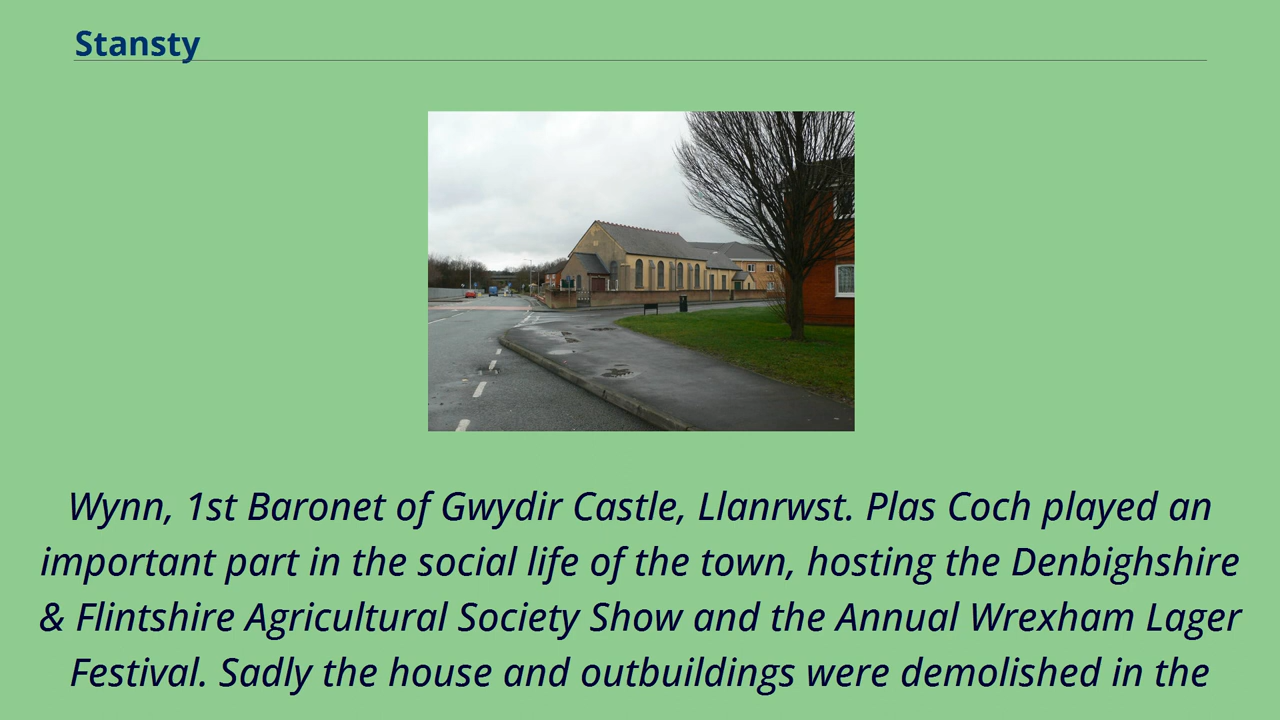 Stansty
Wynn, 1st Baronet of Gwydir Castle, Llanrwst. Plas Coch played an
important part in the social life of the town, hosting the Denbighshire
& Flintshire Agricultural Society Show and the Annual Wrexham Lager
Festival. Sadly the house and outbuildings were demolished in the